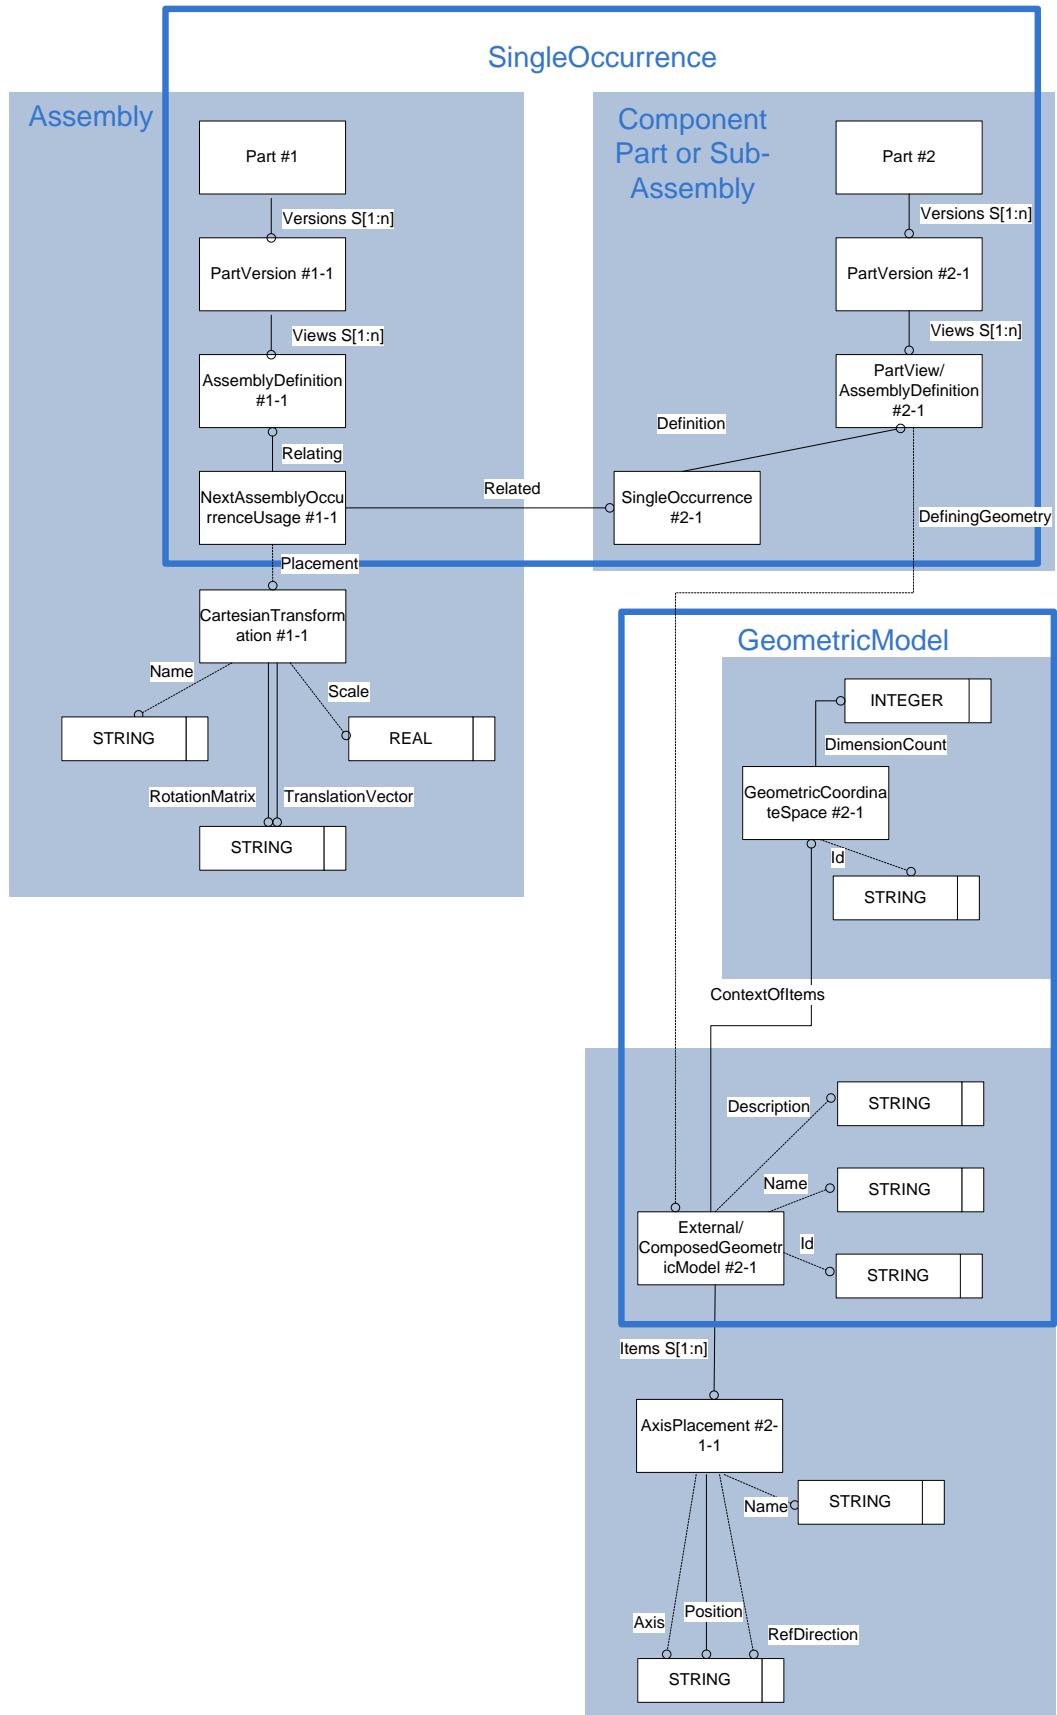 SingleOccurrence
Assembly
Part #1
Versions S[1:n]
PartVersion #1-1
Views S[1:n]
AssemblyDefinition
#1-1
Relating
NextAssemblyOccu
rrenceUsage #1-1
Related
Placement
CartesianTransform
ation #1-1
Name
Scale
STRING
REAL
RotationMatrix
TranslationVector
STRING
Component
Part or Sub-
Assembly
Part #2
Versions S[1:n]
PartVersion #2-1
Views S[1:n]
PartView/
AssemblyDefinition
#2-1
Definition
SingleOccurrence
#2-1
DefiningGeometry
GeometricModel
INTEGER
DimensionCount
GeometricCoordina
teSpace #2-1
Id
STRING
ContextOfItems
Description
STRING
Name
STRING
External/
ComposedGeometr
icModel #2-1
Id
STRING
Items S[1:n]
AxisPlacement #2-
1-1
Name
STRING
Axis
Position
RefDirection
STRING